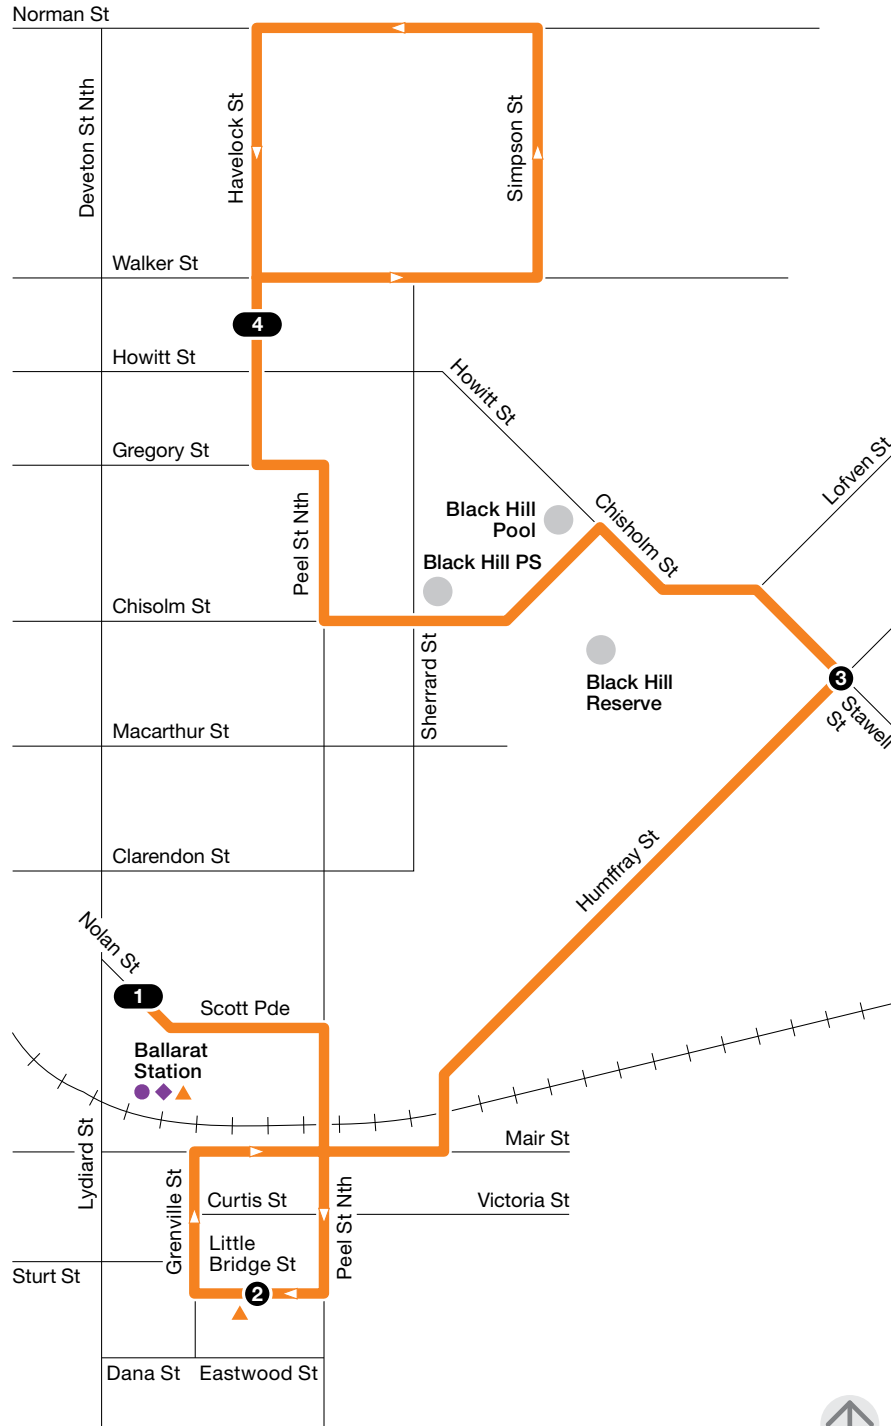 Norman St
Deveton St Nth
Havelock St
Simpson St
Walker St
4
Howitt St
Howitt St
Gregory St
Lofven St
Peel St Nth
Black Hill
Pool
Chisholm St
Black Hill PS
Chisolm St
Sherrard St
Black Hill
Reserve
3
Stawell
St
Macarthur St
Humffray St
Clarendon St
Nolan St
1
Scott Pde
Ballarat
Station
Lydiard St
Mair St
Grenville St
Curtis St
Peel St Nth
Victoria St
Little
Bridge St
Sturt St
2
Dana St
Eastwood St